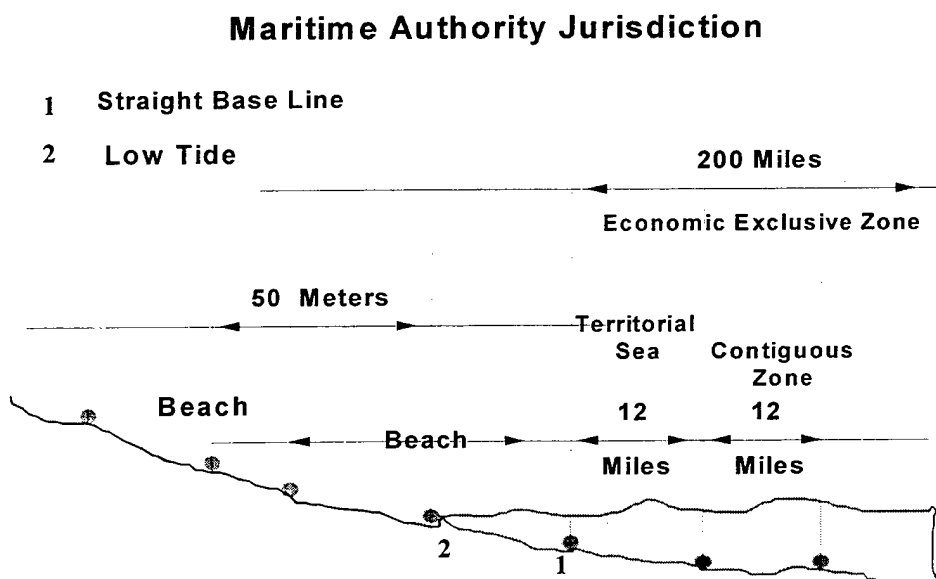 Maritime Authority Jurisdiction
1 Straight Base Line
2 Low Tide
200 Miles
Economic Exclusive Zone
50 Meters
Territorial
Sea
Contiguous
Zone
Beach
12
12
Beach
Miles
Miles
2
1